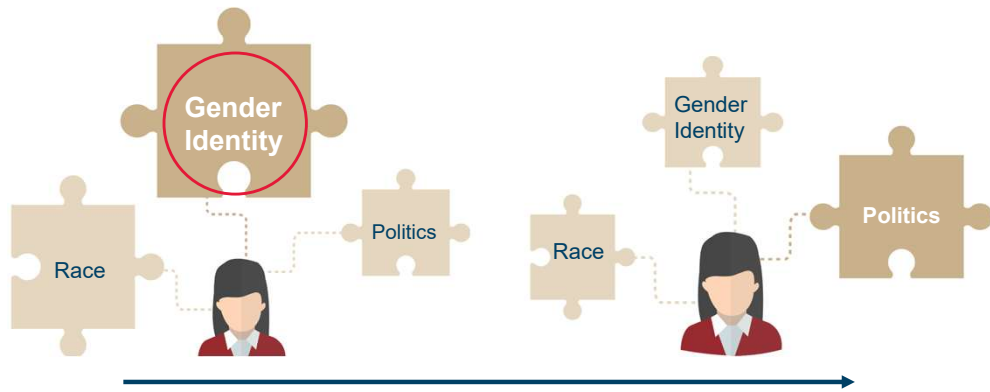 Gender
Identity
Race
Politics
Gender
Identity
Race
Politics